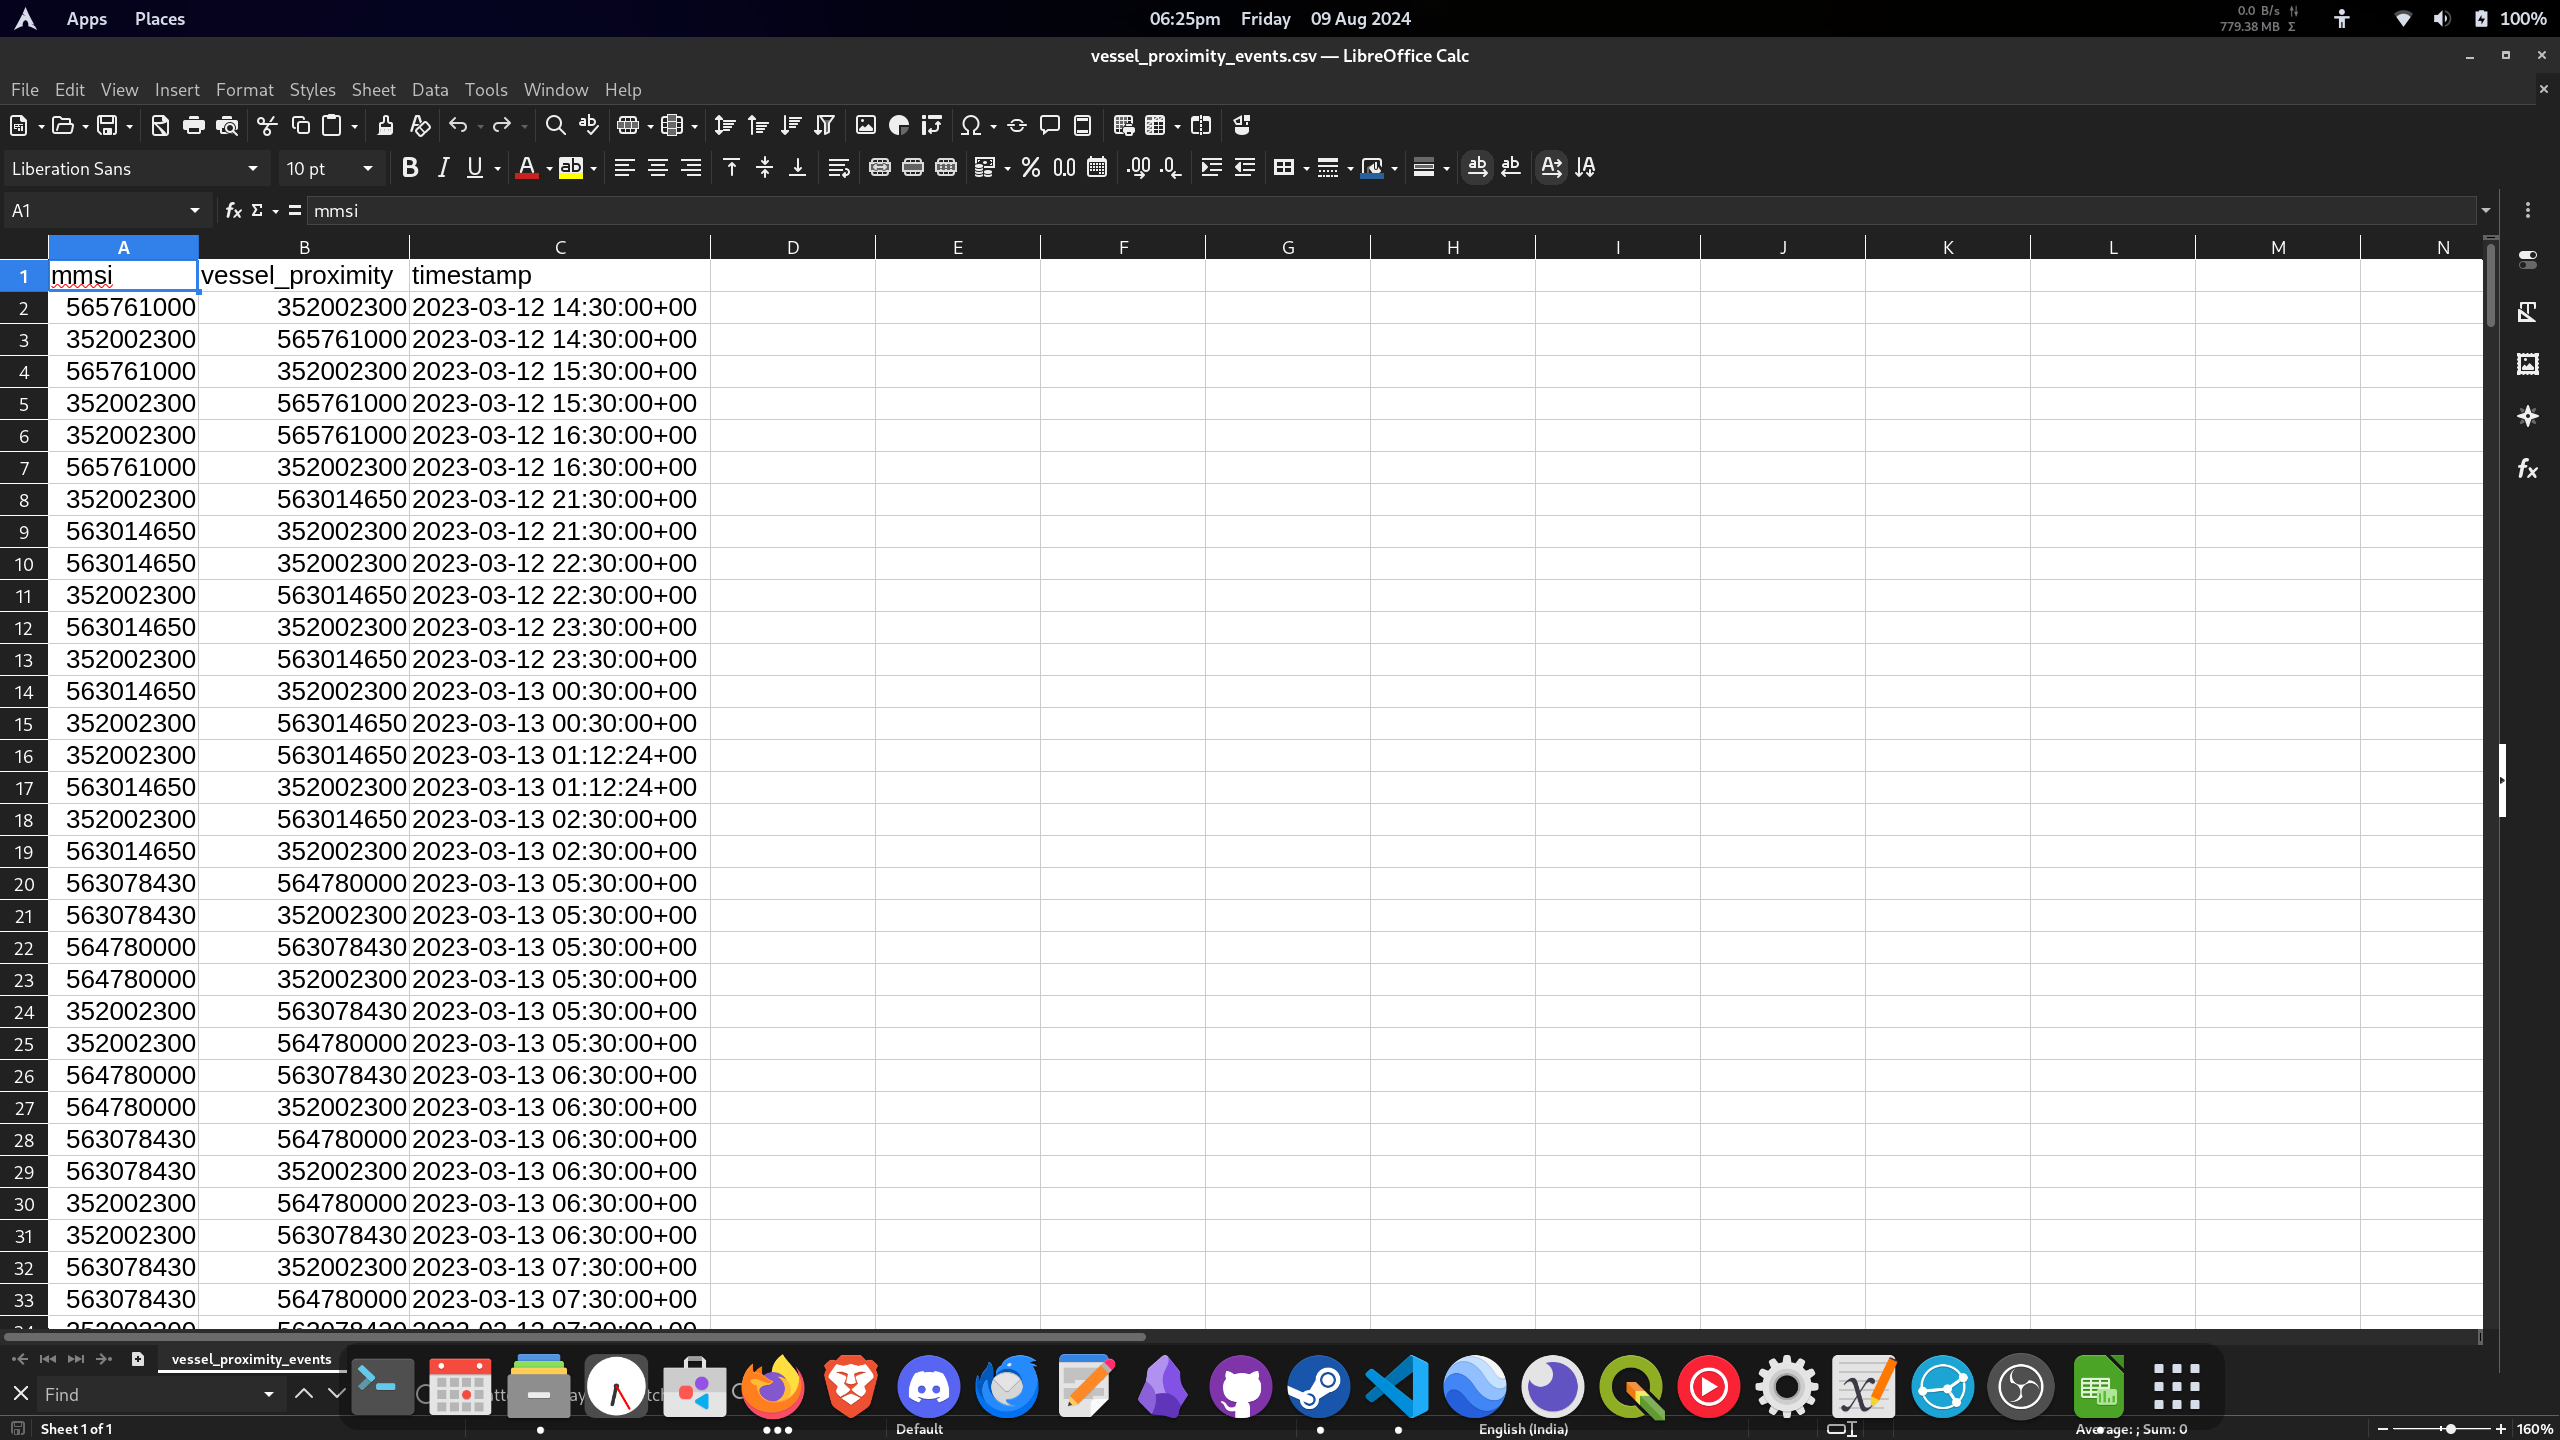 Apps Places 06:25pm Friday 09 Aug 2024 0.0 B/s 779.38 MB Σ 100%
vessel_proximity_events.csv — LibreOffice Calc
File Edit View Insert Format Styles Sheet Data Tools Window Help
Liberation Sans 10 pt
A1 mmsi
A B C D E F G H I J K L M N
1 mmsi vessel_proximity timestamp
2 565761000 352002300 2023-03-12 14:30:00+00
3 352002300 565761000 2023-03-12 14:30:00+00
4 565761000 352002300 2023-03-12 15:30:00+00
5 352002300 565761000 2023-03-12 15:30:00+00
6 352002300 565761000 2023-03-12 16:30:00+00
7 565761000 352002300 2023-03-12 16:30:00+00
8 352002300 563014650 2023-03-12 21:30:00+00
9 563014650 352002300 2023-03-12 21:30:00+00
10 563014650 352002300 2023-03-12 22:30:00+00
11 352002300 563014650 2023-03-12 22:30:00+00
12 563014650 352002300 2023-03-12 23:30:00+00
13 352002300 563014650 2023-03-12 23:30:00+00
14 563014650 352002300 2023-03-13 00:30:00+00
15 352002300 563014650 2023-03-13 00:30:00+00
16 352002300 563014650 2023-03-13 01:12:24+00
17 563014650 352002300 2023-03-13 01:12:24+00
18 352002300 563014650 2023-03-13 02:30:00+00
19 563014650 352002300 2023-03-13 02:30:00+00
20 563078430 564780000 2023-03-13 05:30:00+00
21 563078430 352002300 2023-03-13 05:30:00+00
22 564780000 563078430 2023-03-13 05:30:00+00
23 564780000 352002300 2023-03-13 05:30:00+00
24 352002300 563078430 2023-03-13 05:30:00+00
25 352002300 564780000 2023-03-13 05:30:00+00
26 564780000 563078430 2023-03-13 06:30:00+00
27 564780000 352002300 2023-03-13 06:30:00+00
28 563078430 564780000 2023-03-13 06:30:00+00
29 563078430 352002300 2023-03-13 06:30:00+00
30 352002300 564780000 2023-03-13 06:30:00+00
31 352002300 563078430 2023-03-13 06:30:00+00
32 563078430 352002300 2023-03-13 07:30:00+00
33 563078430 564780000 2023-03-13 07:30:00+00
vessel_proximity_events
Find
Sheet 1 of 1 Default English (India) Average: ; Sum: 0 160%